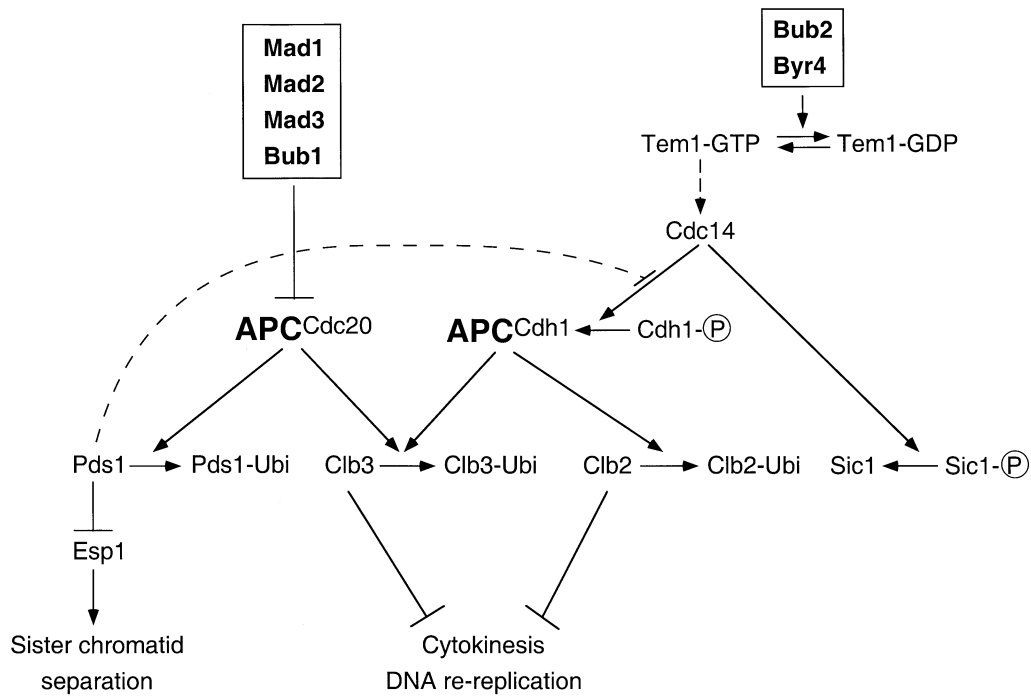 Mad1
Mad2
Mad3
Bub1
Bub2
Byr4
Tem1-GTP
Tem1-GDP
Cdc14
APCCdc20
APCCdh1
Cdh1-P
Pds1
Pds1-Ubi
Clb3
Clb3-Ubi
Clb2
Clb2-Ubi
Sic1
Sic1-P
Esp1
Sister chromatid
separation
Cytokinesis
DNA re-replication